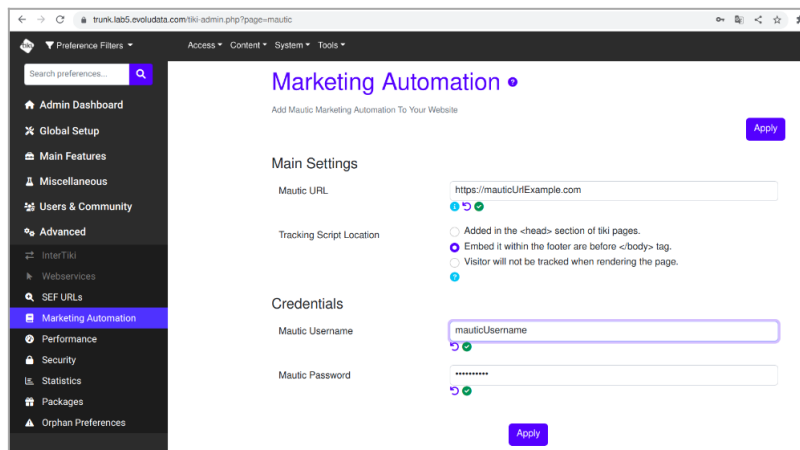 trunk.lab5.evoludata.com/tiki-admin.php?page=mautic
tiki
Preference Filters
Access Content System Tools
Search preferences...
Admin Dashboard
Global Setup
Main Features
Miscellaneous
Users & Community
Advanced
InterTiki
Webservices
SEF URLs
Marketing Automation
Performance
Security
Statistics
Packages
Orphan Preferences
Marketing Automation
Add Mautic Marketing Automation To Your Website
Apply
Main Settings
Mautic URL
https://mauticUrlExample.com
Tracking Script Location
Added in the <head> section of tiki pages.
Embed it within the footer are before </body> tag.
Visitor will not be tracked when rendering the page.
Credentials
Mautic Username
mauticUsername
Mautic Password
••••••••••
Apply